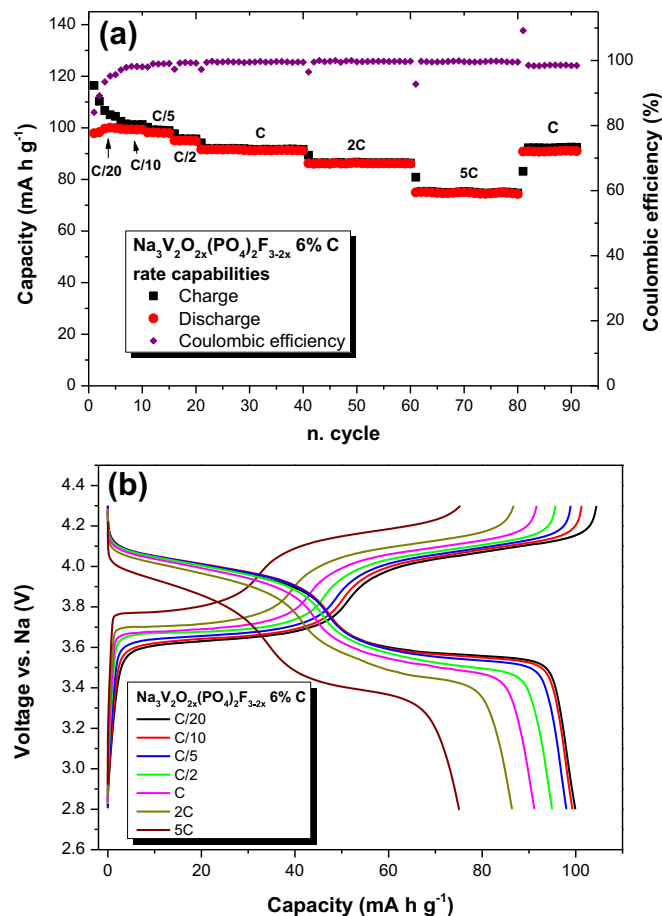 (a)
140
120
100
80
60
40
20
0
Capacity (mA h g⁻¹)
100
80
60
40
20
0
Coulombic efficiency (%)
C/20
C/10
C/5
C/2
C
2C
5C
C
Na₃V₂O₂ₓ(PO₄)₂F₃₋₂ₓ 6% C
rate capabilities
Charge
Discharge
Coulombic efficiency
0 10 20 30 40 50 60 70 80 90
n. cycle
(b)
4.4
4.2
4.0
3.8
3.6
3.4
3.2
3.0
2.8
2.6
Voltage vs. Na (V)
Na₃V₂O₂ₓ(PO₄)₂F₃₋₂ₓ 6% C
C/20
C/10
C/5
C/2
C
2C
5C
0 20 40 60 80 100
Capacity (mA h g⁻¹)